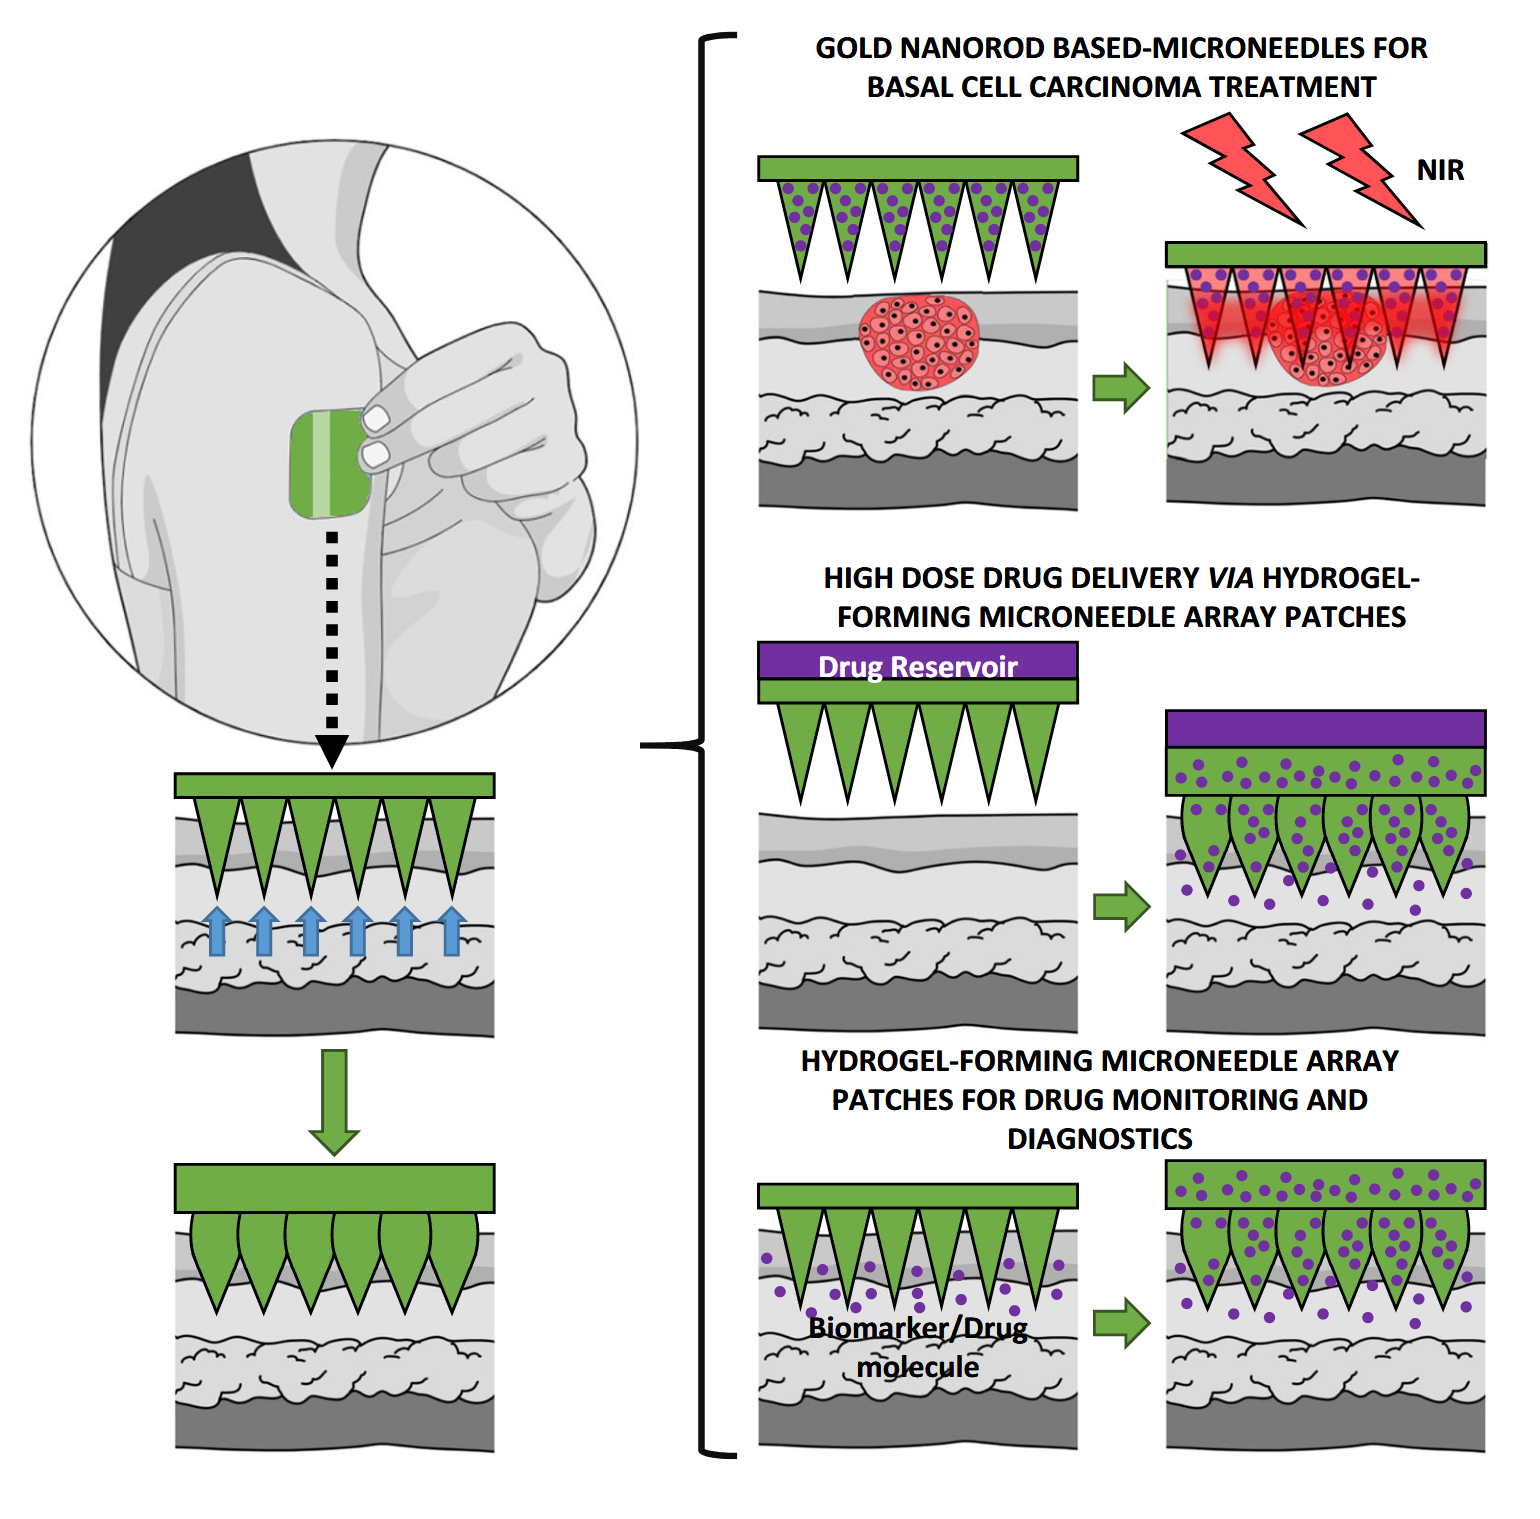 GOLD NANOROD BASED-MICRONEEDLES FOR
BASAL CELL CARCINOMA TREATMENT
NIR
HIGH DOSE DRUG DELIVERY VIA HYDROGEL-
FORMING MICRONEEDLE ARRAY PATCHES
Drug Reservoir
HYDROGEL-FORMING MICRONEEDLE ARRAY
PATCHES FOR DRUG MONITORING AND
DIAGNOSTICS
Biomarker/Drug
molecule